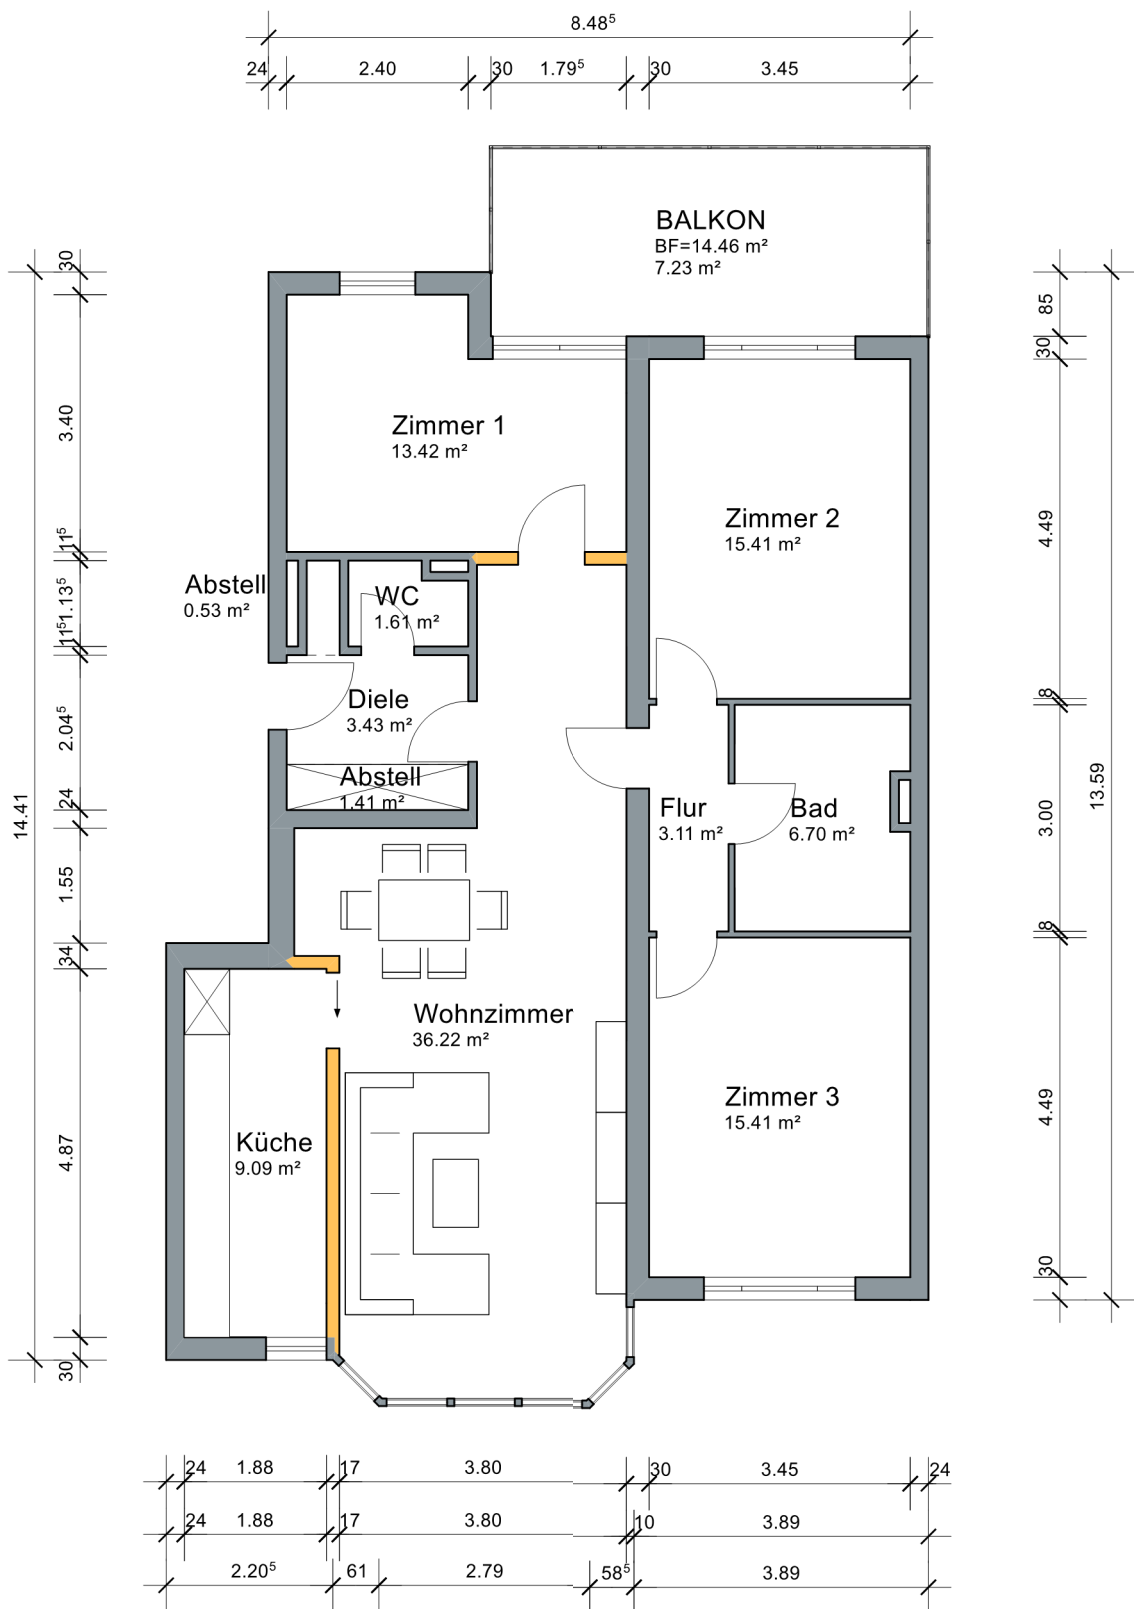 8.48⁵
24 2.40 30 1.79⁵ 30 3.45
BALKON
BF=14.46 m²
7.23 m²
30
85
30
3.40
Zimmer 1
13.42 m²
Zimmer 2
15.41 m²
4.49
11⁵
Abstell
0.53 m²
WC
1.61 m²
1.13⁵
11⁵
Diele
3.43 m²
2.04⁵
8
Abstell
1.41 m²
24
14.41
13.59
Flur
3.11 m²
Bad
6.70 m²
3.00
1.55
8
34
Wohnzimmer
36.22 m²
Zimmer 3
15.41 m²
4.49
Küche
9.09 m²
4.87
30
30
24 1.88 17 3.80 30 3.45 24
24 1.88 17 3.80 10 3.89
2.20⁵ 61 2.79 58⁵ 3.89